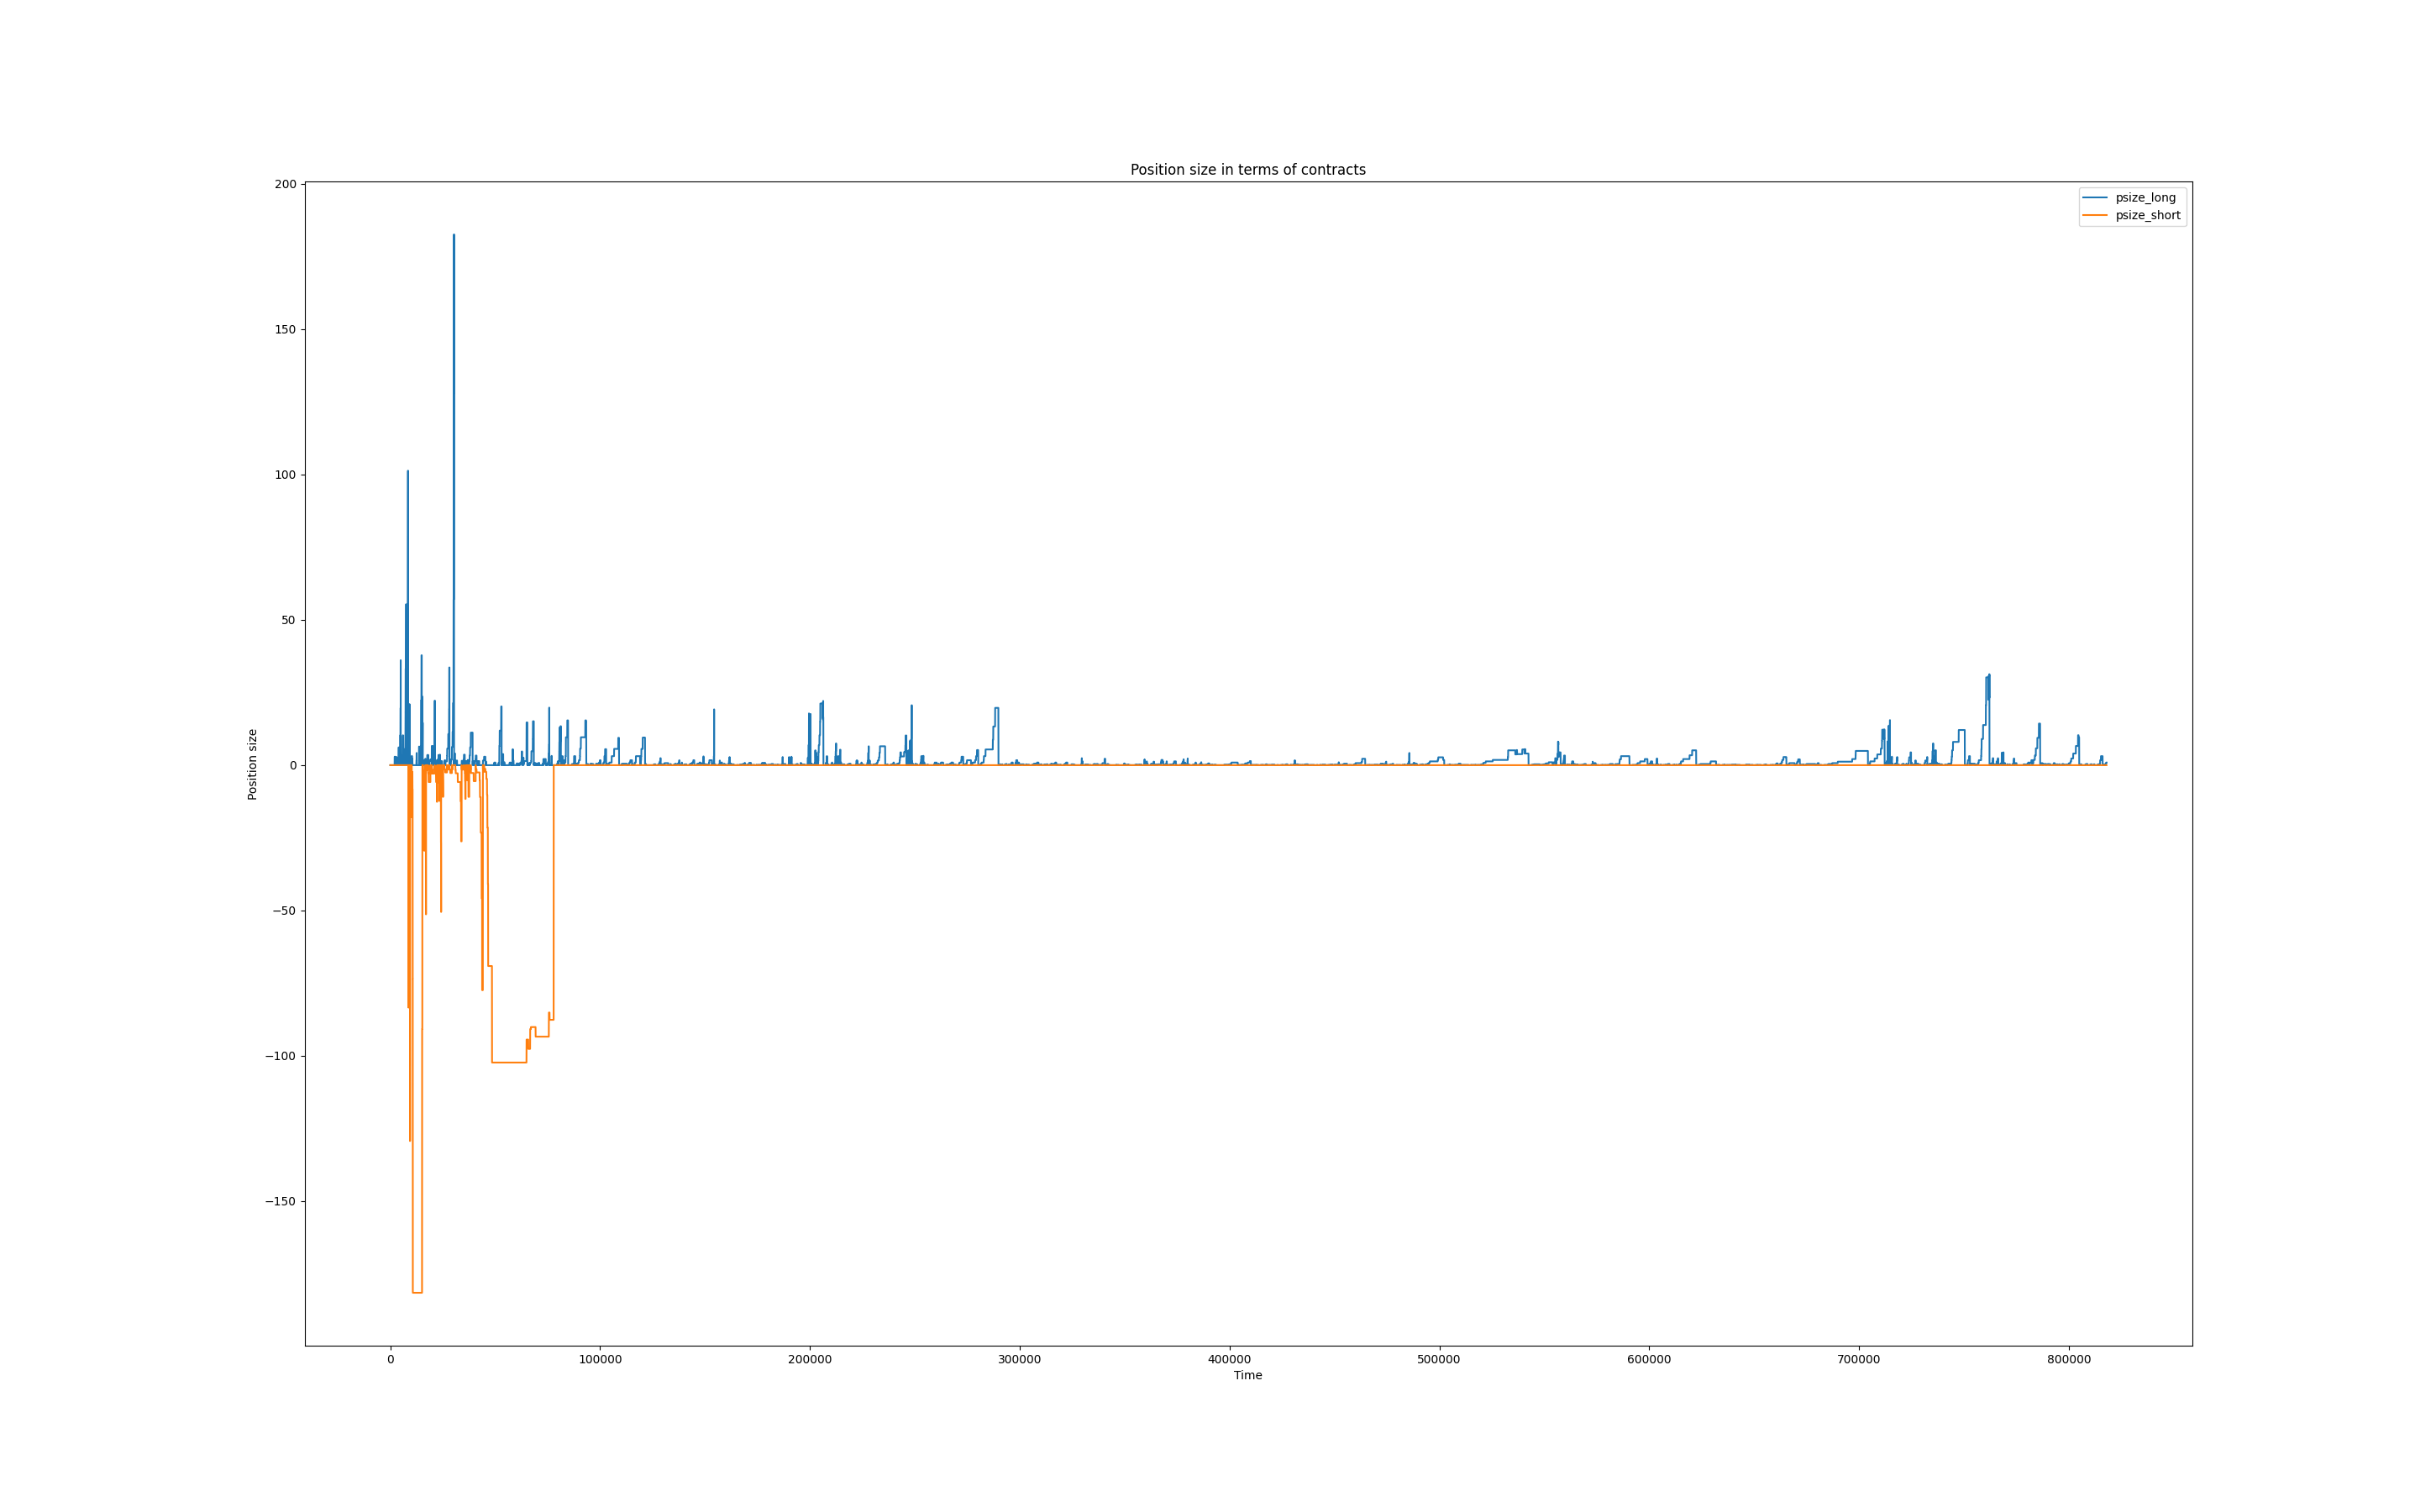 Position size in terms of contracts
psize_long
psize_short
Position size
200
150
100
50
0
−50
−100
−150
0 100000 200000 300000 400000 500000 600000 700000 800000
Time